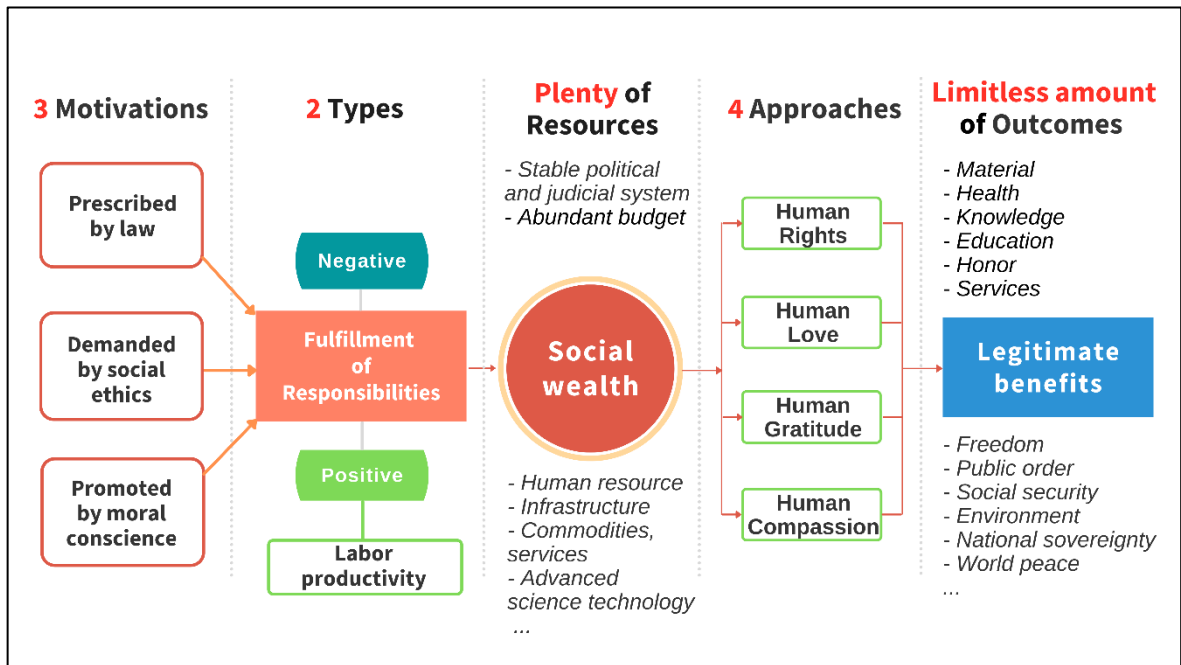 3 Motivations
Prescribed
by law
Demanded
by social
ethics
Promoted
by moral
conscience
2 Types
Negative
Fulfillment
of
Responsibilities
Positive
Labor
productivity
Plenty of
Resources
- Stable political
and judicial system
- Abundant budget
Social
wealth
- Human resource
- Infrastructure
- Commodities,
services
- Advanced
science technology
...
4 Approaches
Human
Rights
Human
Love
Human
Gratitude
Human
Compassion
Limitless amount
of Outcomes
- Material
- Health
- Knowledge
- Education
- Honor
- Services
Legitimate
benefits
- Freedom
- Public order
- Social security
- Environment
- National sovereignty
- World peace
...